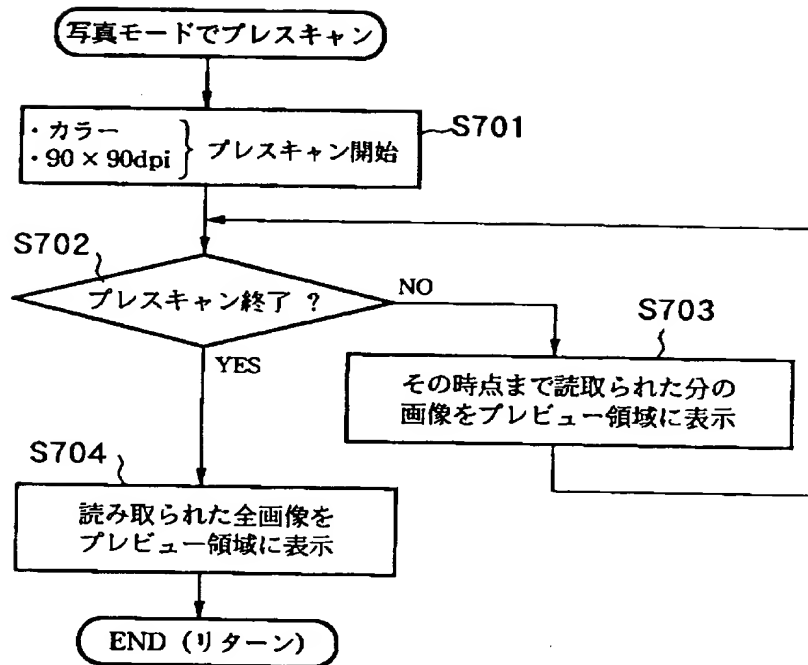 写真モードでプレスキャン
・カラー
・90×90dpi
プレスキャン開始
S701
S702
プレスキャン終了 ?
NO
YES
S703
その時点まで読取られた分の
画像をプレビュー領域に表示
S704
読み取られた全画像を
プレビュー領域に表示
END (リターン)